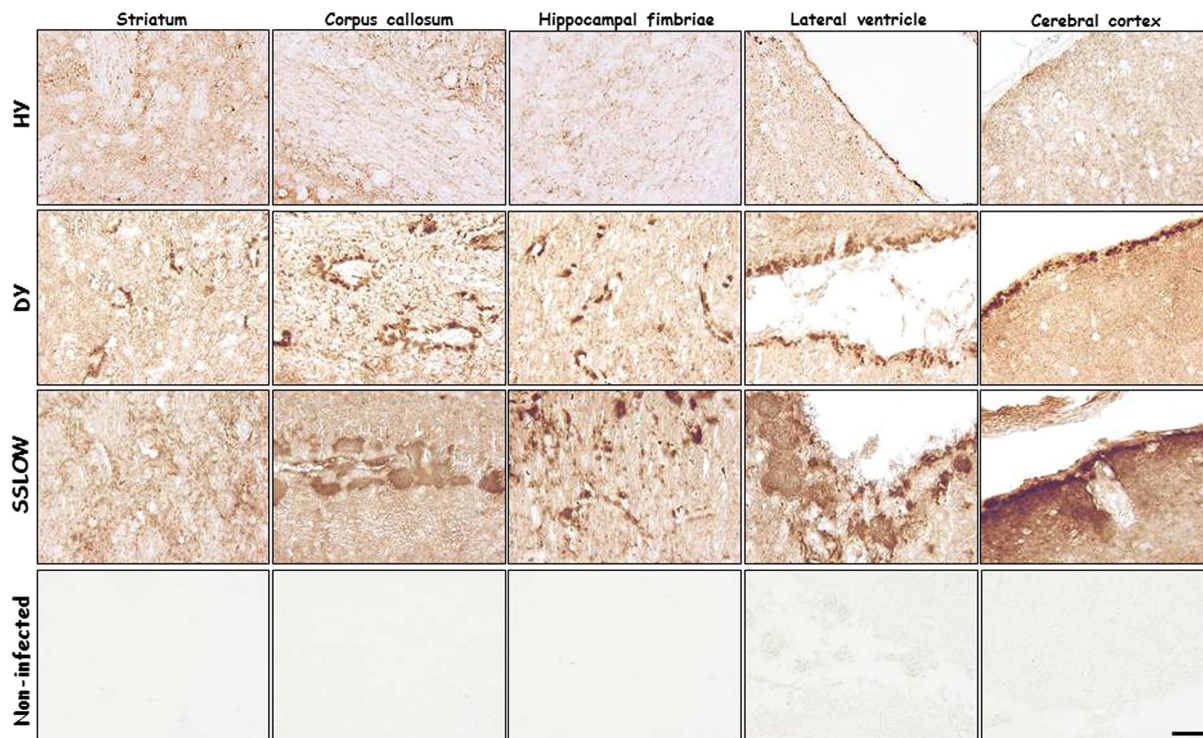 Striatum
Corpus callosum
Hippocampal fimbriae
Lateral ventricle
Cerebral cortex
HY
DY
SSLOW
Non-infected